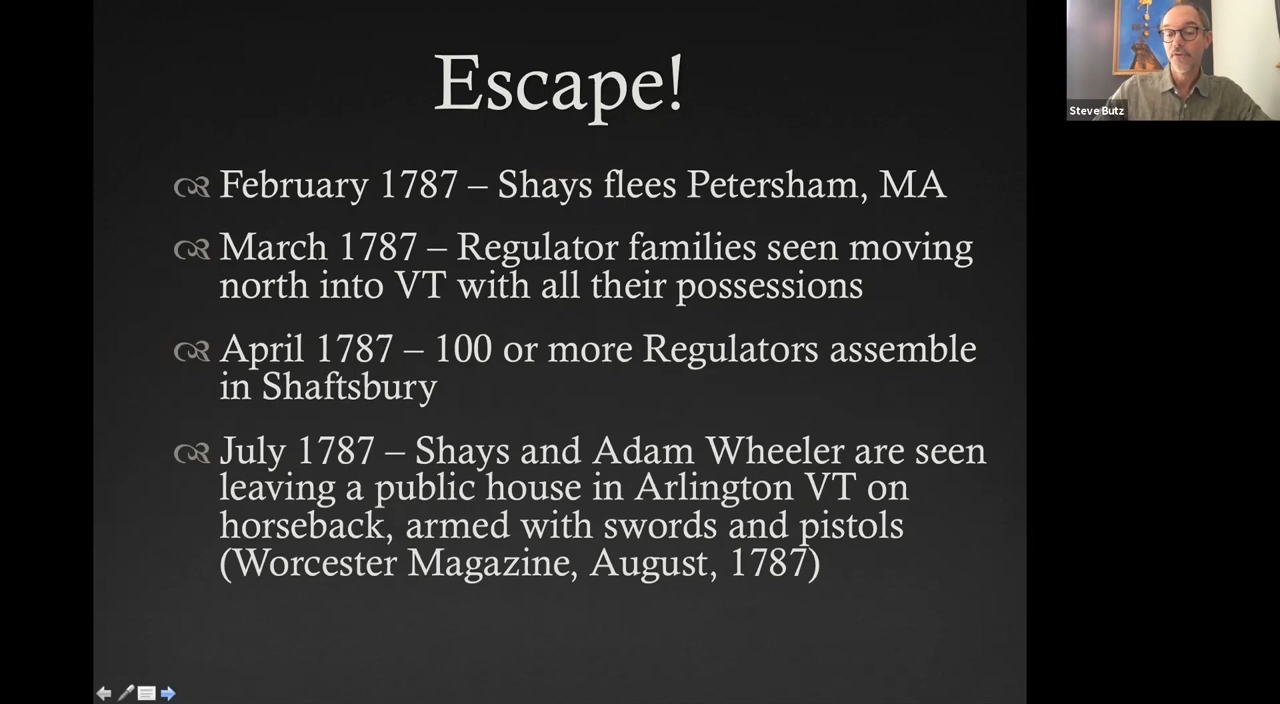 Escape!
February 1787 – Shays flees Petersham, MA
March 1787 – Regulator families seen moving
north into VT with all their possessions
April 1787 – 100 or more Regulators assemble
in Shaftsbury
July 1787 – Shays and Adam Wheeler are seen
leaving a public house in Arlington VT on
horseback, armed with swords and pistols
(Worcester Magazine, August, 1787)
Steve Butz